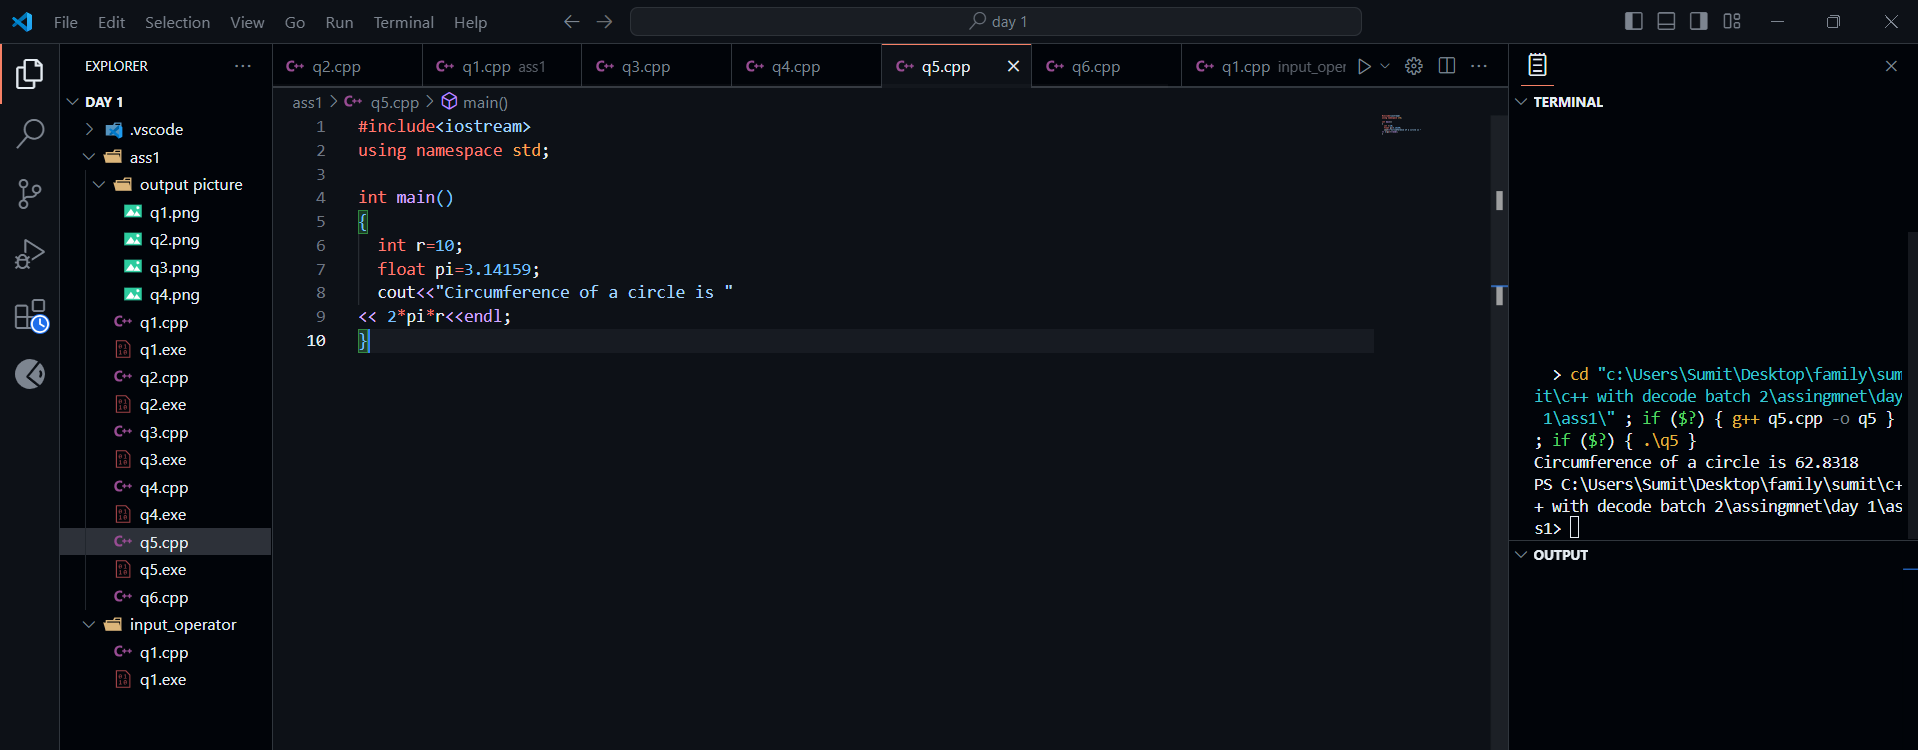 File Edit Selection View Go Run Terminal Help
day 1
EXPLORER
DAY 1
.vscode
ass1
output picture
q1.png
q2.png
q3.png
q4.png
C++ q1.cpp
q1.exe
C++ q2.cpp
q2.exe
C++ q3.cpp
q3.exe
C++ q4.cpp
q4.exe
C++ q5.cpp
q5.exe
C++ q6.cpp
input_operator
C++ q1.cpp
q1.exe
C++ q2.cpp C++ q1.cpp ass1 C++ q3.cpp C++ q4.cpp C++ q5.cpp C++ q6.cpp C++ q1.cpp input_oper
ass1 > C++ q5.cpp > main()
1 #include<iostream>
2 using namespace std;
3
4 int main()
5 {
6 int r=10;
7 float pi=3.14159;
8 cout<<"Circumference of a circle is "
9 << 2*pi*r<<endl;
10 }
TERMINAL
> cd "c:\Users\Sumit\Desktop\family\sum
it\c++ with decode batch 2\assingmnet\day
1\ass1\" ; if ($?) { g++ q5.cpp -o q5 }
; if ($?) { .\q5 }
Circumference of a circle is 62.8318
PS C:\Users\Sumit\Desktop\family\sumit\c+
+ with decode batch 2\assingmnet\day 1\as
s1>
OUTPUT